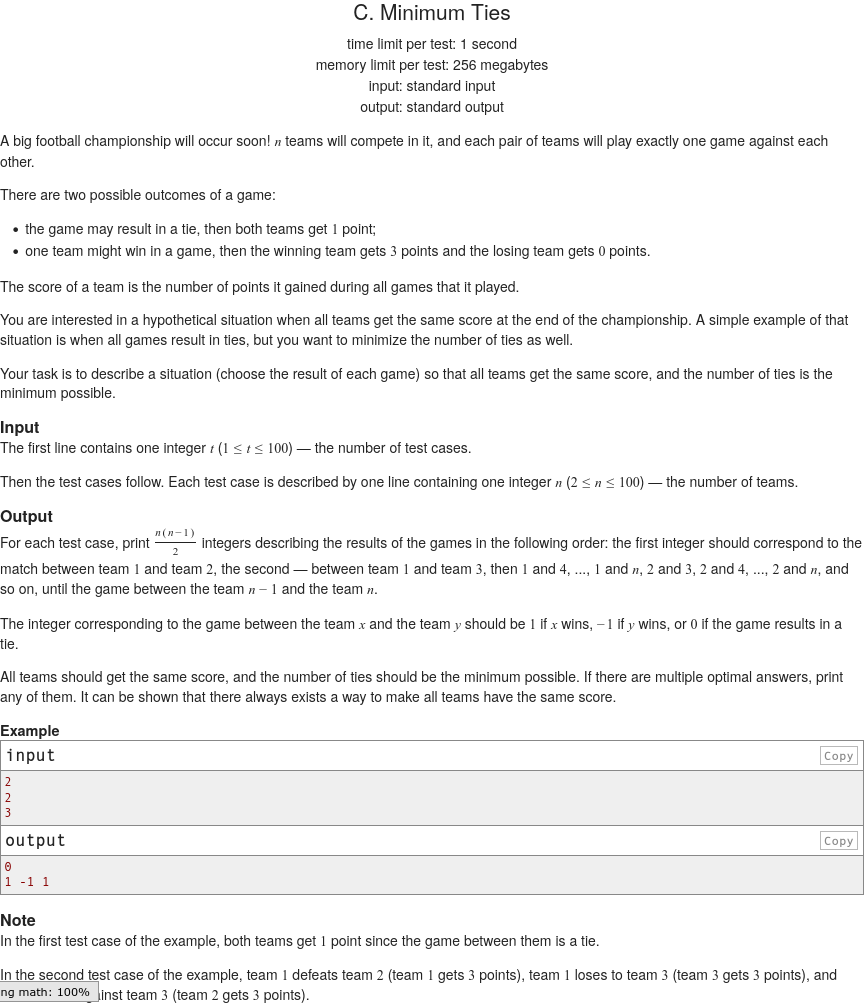 C. Minimum Ties
time limit per test: 1 second
memory limit per test: 256 megabytes
input: standard input
output: standard output
A big football championship will occur soon! n teams will compete in it, and each pair of teams will play exactly one game against each
other.
There are two possible outcomes of a game:
• the game may result in a tie, then both teams get 1 point;
• one team might win in a game, then the winning team gets 3 points and the losing team gets 0 points.
The score of a team is the number of points it gained during all games that it played.
You are interested in a hypothetical situation when all teams get the same score at the end of the championship. A simple example of that
situation is when all games result in ties, but you want to minimize the number of ties as well.
Your task is to describe a situation (choose the result of each game) so that all teams get the same score, and the number of ties is the
minimum possible.
Input
The first line contains one integer t (1 ≤ t ≤ 100) — the number of test cases.
Then the test cases follow. Each test case is described by one line containing one integer n (2 ≤ n ≤ 100) — the number of teams.
Output
For each test case, print n(n−1)/2 integers describing the results of the games in the following order: the first integer should correspond to the
match between team 1 and team 2, the second — between team 1 and team 3, then 1 and 4, ..., 1 and n, 2 and 3, 2 and 4, ..., 2 and n, and
so on, until the game between the team n − 1 and the team n.
The integer corresponding to the game between the team x and the team y should be 1 if x wins, −1 if y wins, or 0 if the game results in a
tie.
All teams should get the same score, and the number of ties should be the minimum possible. If there are multiple optimal answers, print
any of them. It can be shown that there always exists a way to make all teams have the same score.
Example
input
Copy
2
2
3
output
Copy
0
1 -1 1
Note
In the first test case of the example, both teams get 1 point since the game between them is a tie.
In the second test case of the example, team 1 defeats team 2 (team 1 gets 3 points), team 1 loses to team 3 (team 3 gets 3 points), and
ng math: 100%
inst team 3 (team 2 gets 3 points).